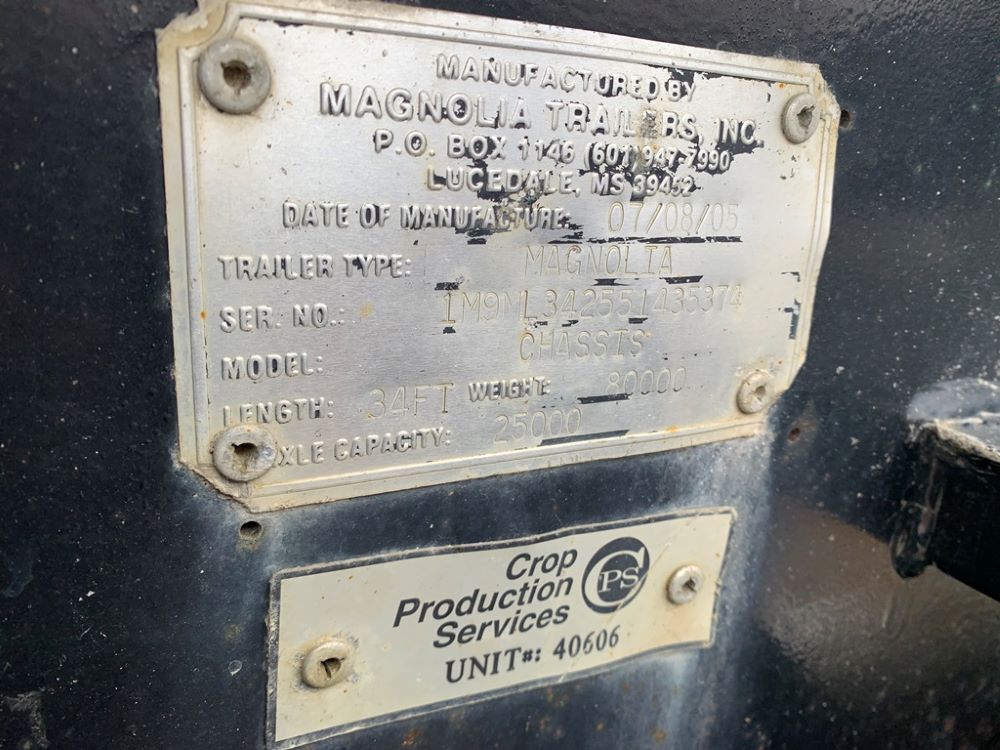 MANUFACTURED BY
MAGNOLIA TRAILERS, INC.
P.O. BOX 1146 (601) 947-7990
LUCEDALE, MS 39452
DATE OF MANUFACTURE: 07/08/05
TRAILER TYPE: MAGNOLIA
SER. NO.: 1M9ML342551435374
MODEL: CHASSIS
LENGTH: 34FT WEIGHT: 80000
XLE CAPACITY: 25000
Crop
Production
Services
CPS
UNIT#: 40606